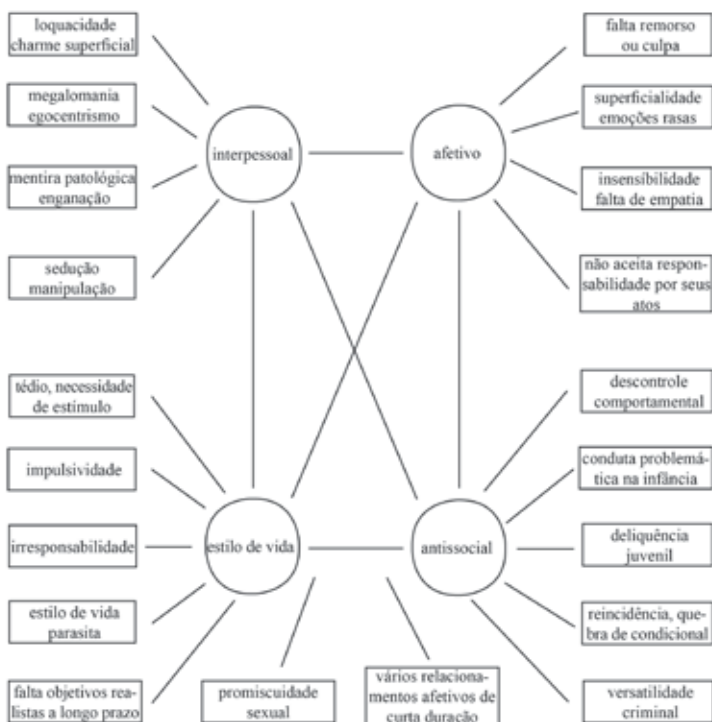 loquacidade
charme superficial
megalomania
egocentrismo
mentira patológica
enganação
sedução
manipulação
interpessoal
afetivo
falta remorso
ou culpa
superficialidade
emoções rasas
insensíbilidade
falta de empatia
não aceita respon-
sabilidade por seus
atos
tédio, necessidade
de estímulo
impulsividade
irresponsabilidade
estilo de vida
parasita
falta objetivos rea-
listas a longo prazo
estilo de vida
antissocial
descontrole
comportamental
conduta problemá-
tica na infância
deliquência
juvenil
reincidência, que-
bra de condicional
versatilidade
criminal
promiscuidade
sexual
vários relaciona-
mentos afetivos de
curta duração